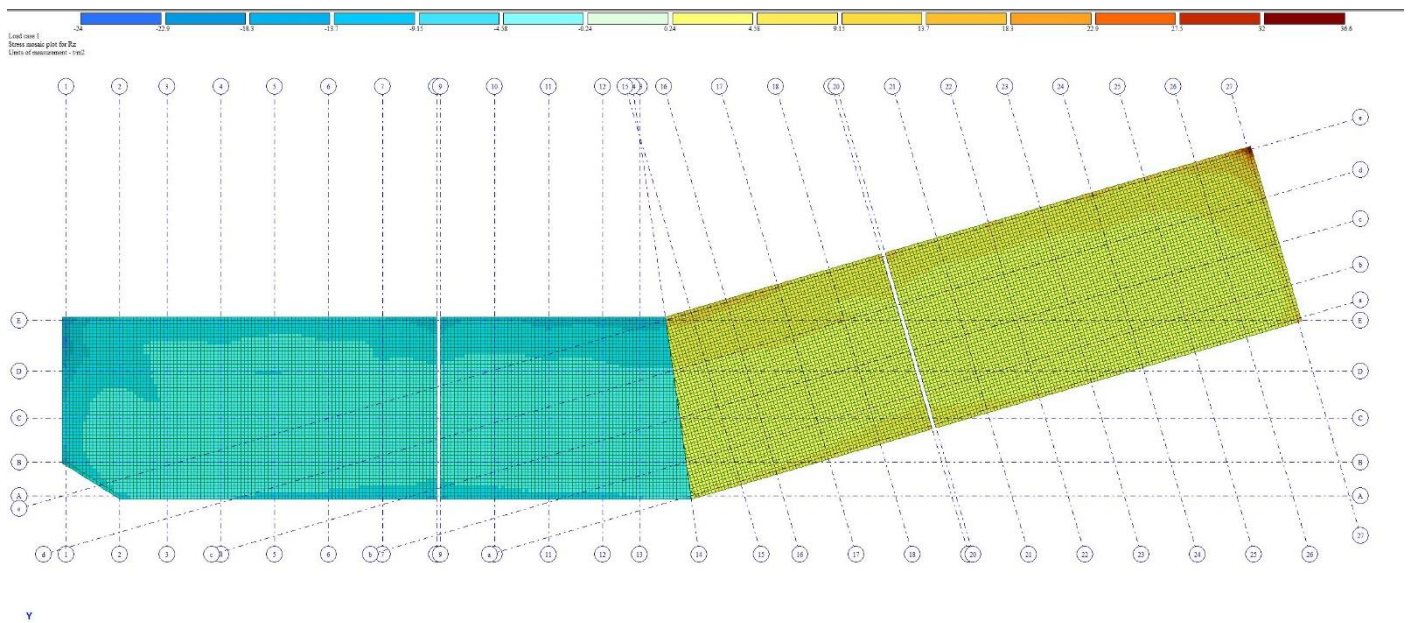 -24 -22.9 -18.3 -13.7 -9.15 -4.58 -0.24 0.24 4.58 9.15 13.7 18.3 22.9 27.5 32 36.6
Load case 1
Stress mosaic plot for Rz
Units of measurement - t/m2
1 2 3 4 5 6 7 9 10 11 12 15 4 3 16 17 18 20 21 22 23 24 25 26 27
e
d
c
b
a
E E
D D
C C
B B
A A
a
27
d 1 2 3 c 5 6 b 9 a 11 12 13 14 15 16 17 18 20 21 22 23 24 25 26
Y